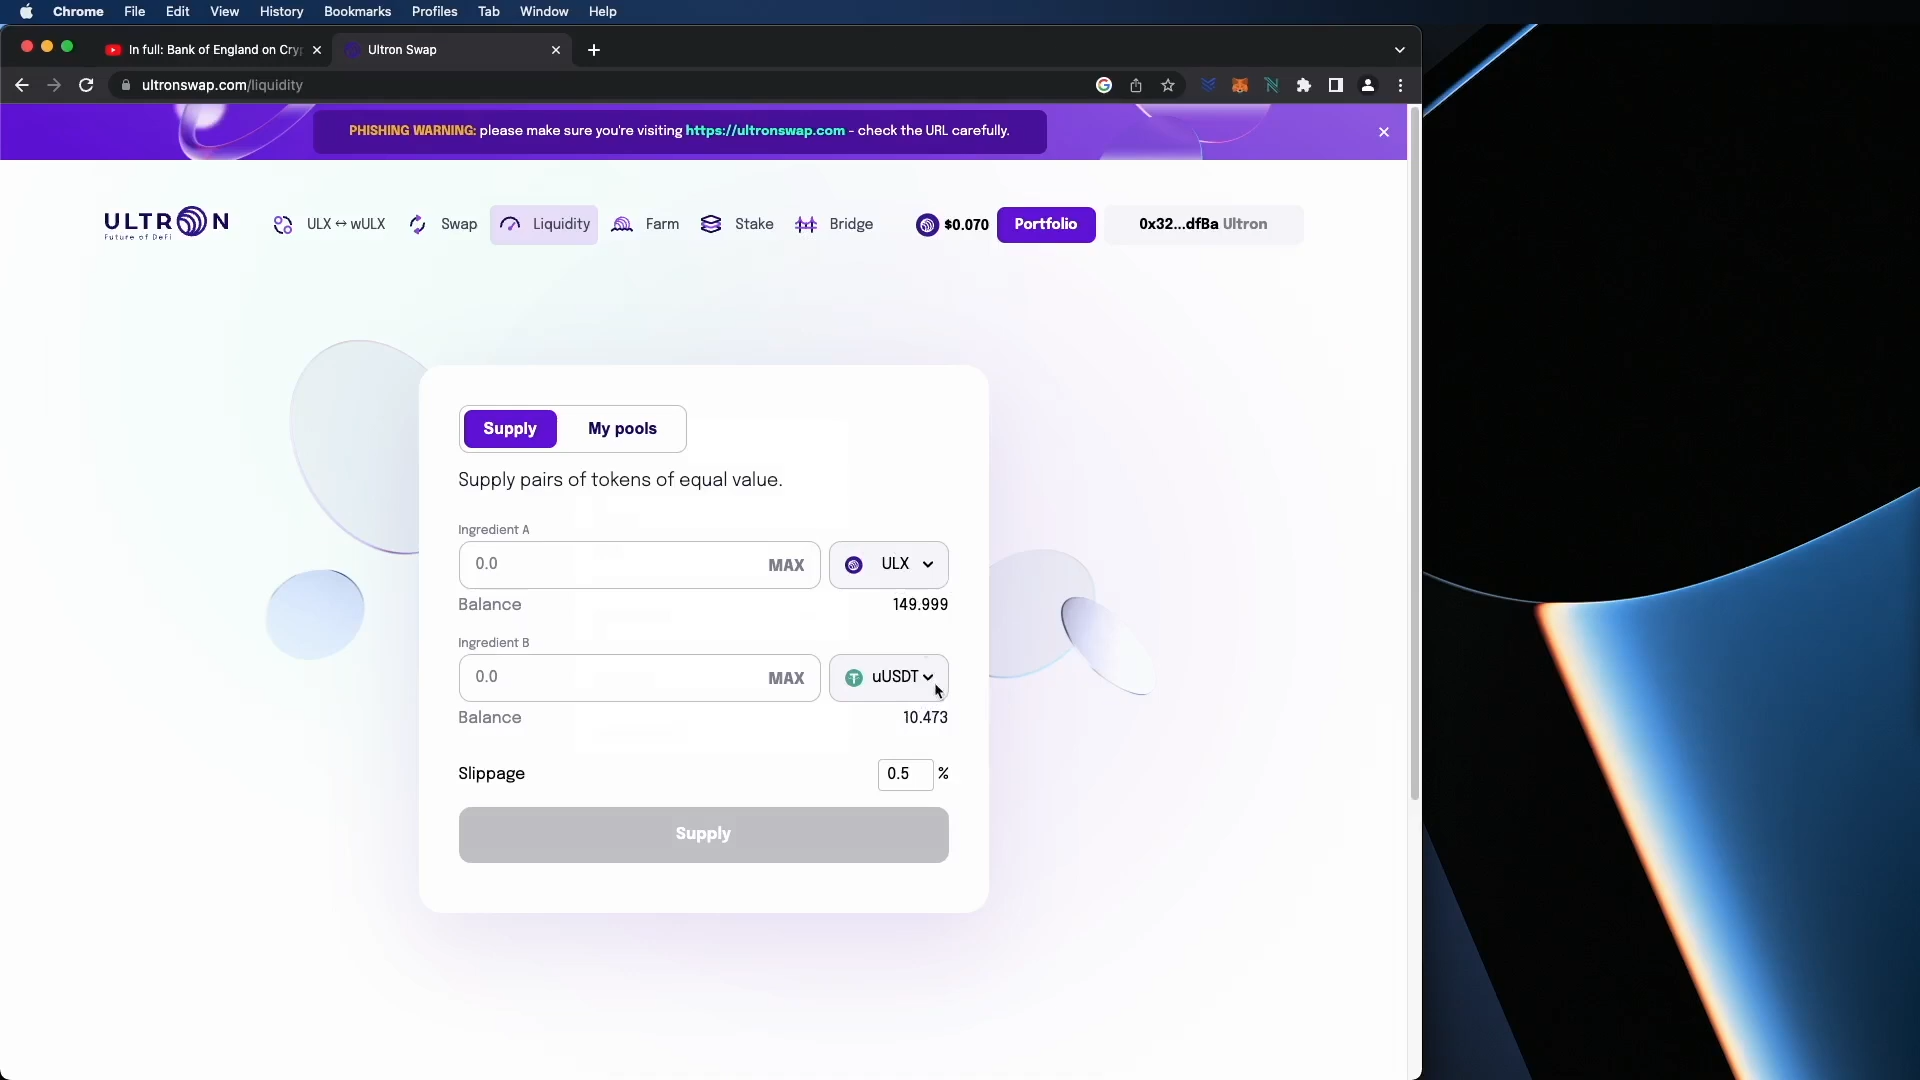 Chrome File Edit View History Bookmarks Profiles Tab Window Help
In full: Bank of England on Cryp
Ultron Swap
ultronswap.com/liquidity
PHISHING WARNING: please make sure you're visiting https://ultronswap.com - check the URL carefully.
ULTRON
Future of DeFi
ULX ↔ wULX
Swap
Liquidity
Farm
Stake
Bridge
$0.070
Portfolio
0x32...dfBa Ultron
Supply
My pools
Supply pairs of tokens of equal value.
Ingredient A
0.0 MAX
ULX
Balance 149.999
Ingredient B
0.0 MAX
uUSDT
Balance 10.473
Slippage 0.5 %
Supply